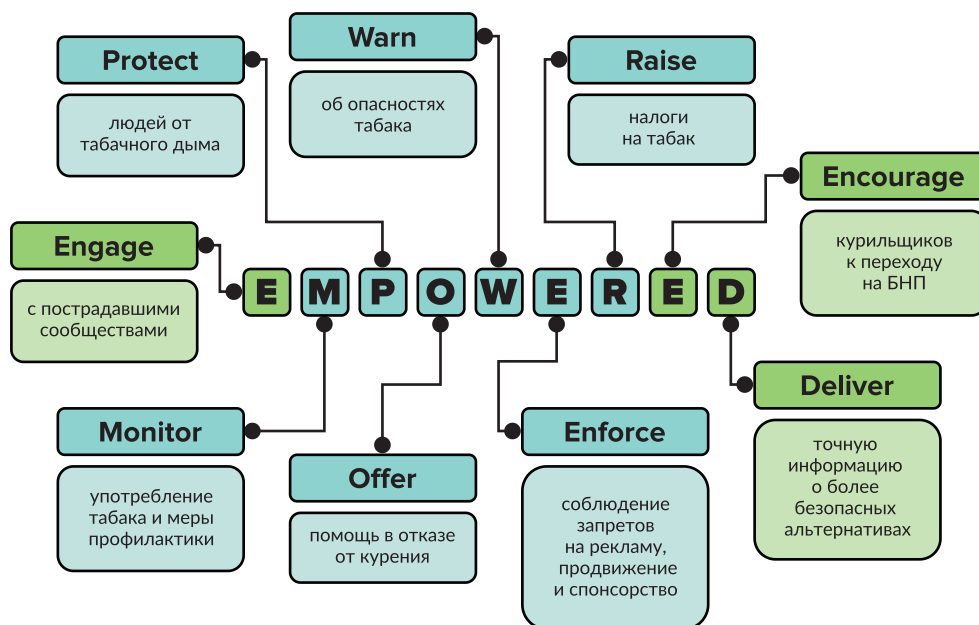 Protect
людей от
табачного дыма
Warn
об опасностях
табака
Raise
налоги
на табак
Encourage
курильщиков
к переходу
на БНП
Engage
с пострадавшими
сообществами
EMPOWERED
Monitor
употребление
табака и меры
профилактики
Offer
помощь в отказе
от курения
Enforce
соблюдение
запретов
на рекламу,
продвижение
и спонсорство
Deliver
точную
информацию
о более
безопасных
альтернативах